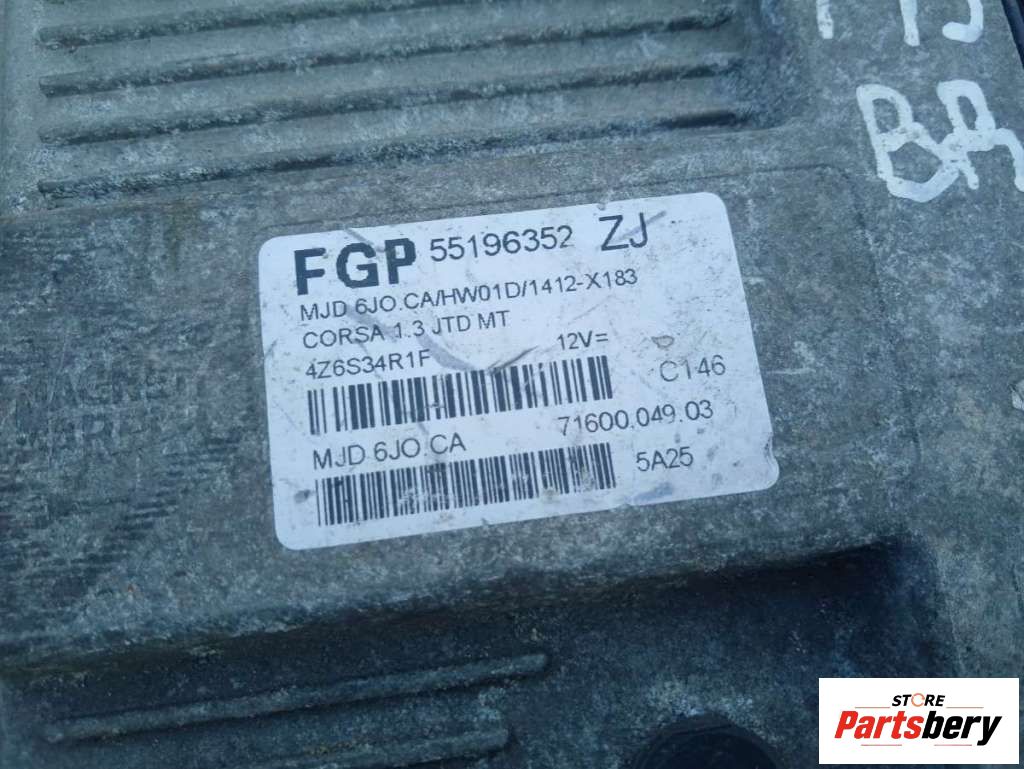 BA
FGP 55196352 ZJ
MJD 6JO.CA/HW01D/1412-X183
CORSA 1.3 JTD MT
4Z6S34R1F 12V=
C146
MJD 6JO.CA 71600.049.03
5A25
STORE
Partsbery